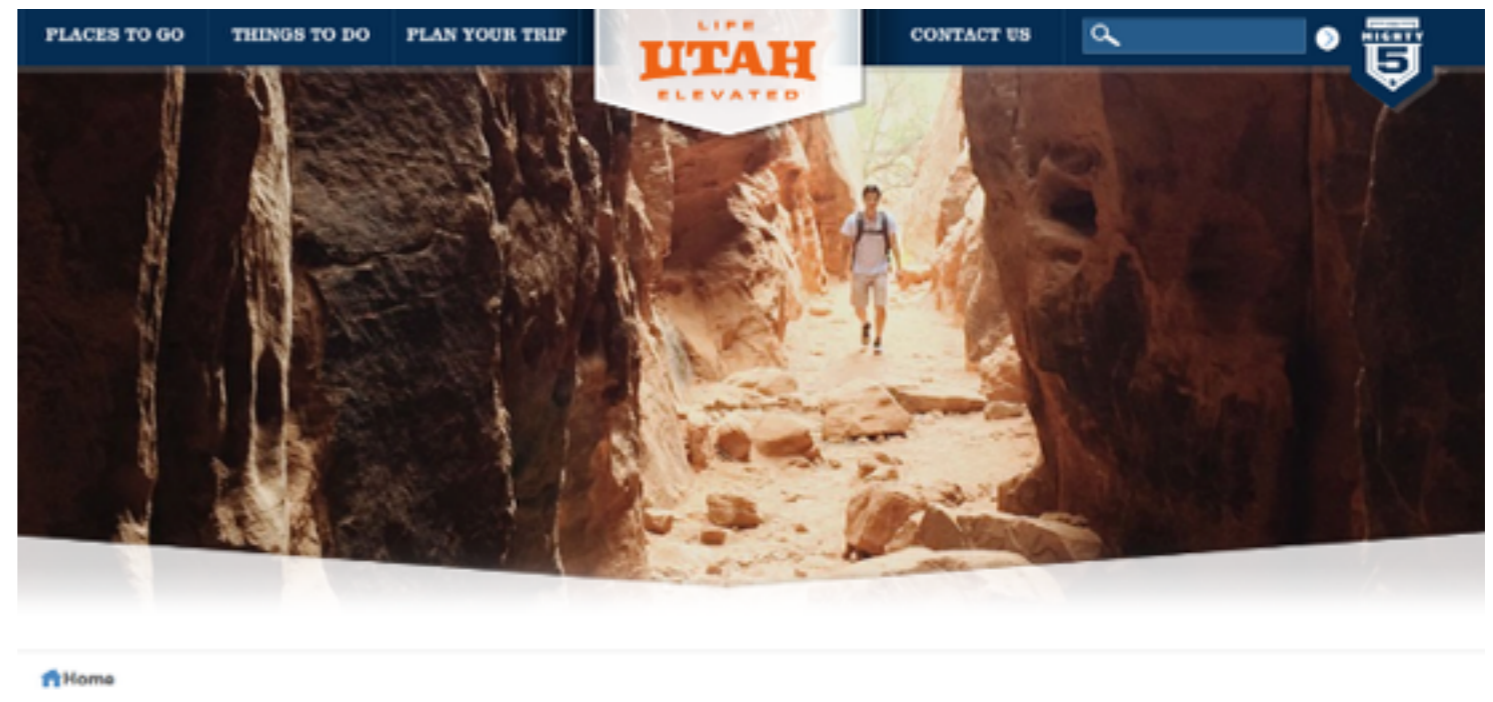 PLACES TO GO
THINGS TO DO
PLAN YOUR TRIP
LIFE
UTAH
ELEVATED
CONTACT US
MIGHTY
5
Home